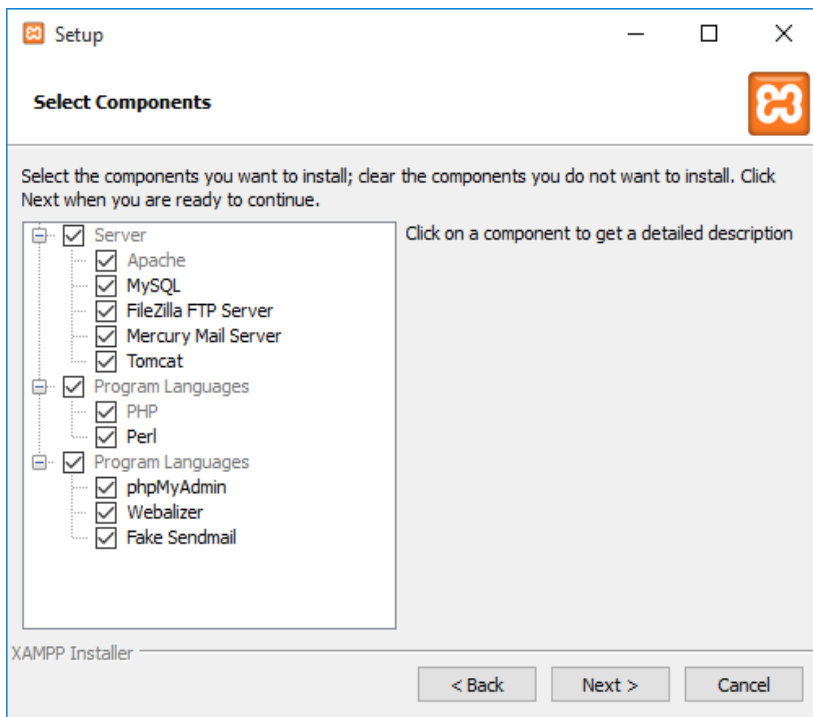 Setup
Select Components
Select the components you want to install; clear the components you do not want to install. Click
Next when you are ready to continue.
Server
Apache
MySQL
FileZilla FTP Server
Mercury Mail Server
Tomcat
Program Languages
PHP
Perl
Program Languages
phpMyAdmin
Webalizer
Fake Sendmail
Click on a component to get a detailed description
XAMPP Installer
< Back
Next >
Cancel